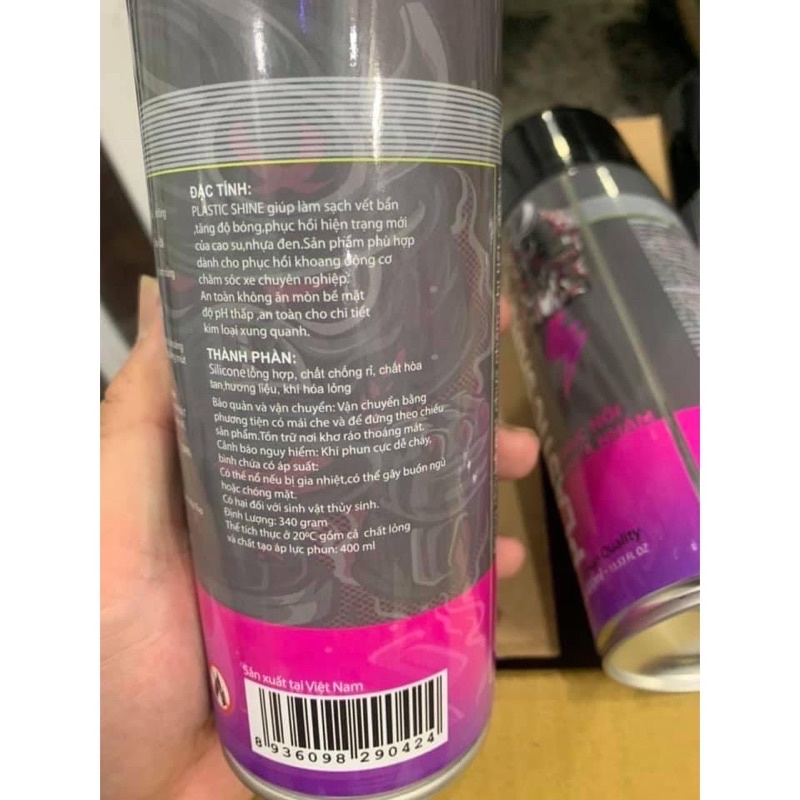 ĐẶC TÍNH:
PLASTIC SHINE giúp làm sạch vết bẩn
,tăng độ bóng,phục hồi hiện trạng mới
của cao su,nhựa đen.Sản phẩm phù hợp
dành cho phục hồi khoang động cơ
chăm sóc xe chuyên nghiệp.
An toàn không ăn mòn bề mặt
độ pH thấp ,an toàn cho chi tiết
kim loại xung quanh.
THÀNH PHẦN:
Silicone lỗng hợp, chất chống rỉ, chất hòa
tan,hương liệu, khí hóa lỏng
Bảo quản và vận chuyển: Vận chuyển bằng
phương tiện có mái che và để đứng theo chiều
sản phẩm.Tồn trữ nơi khô ráo thoáng mát.
Cảnh báo nguy hiểm: Khi phun cực dễ cháy,
bình chứa có áp suất:
Có thể nổ nếu bị gia nhiệt,có thể gây buồn ngủ
hoặc chóng mặt.
Có hại đối với sinh vật thủy sinh.
Định Lượng: 340 gram
Thể tích thực ở 20ºC gồm cả chất lỏng
và chất tạo áp lực phun: 400 ml
Sản xuất tại Việt Nam
8 936098 290424
HỒI
NHÁM
Quality